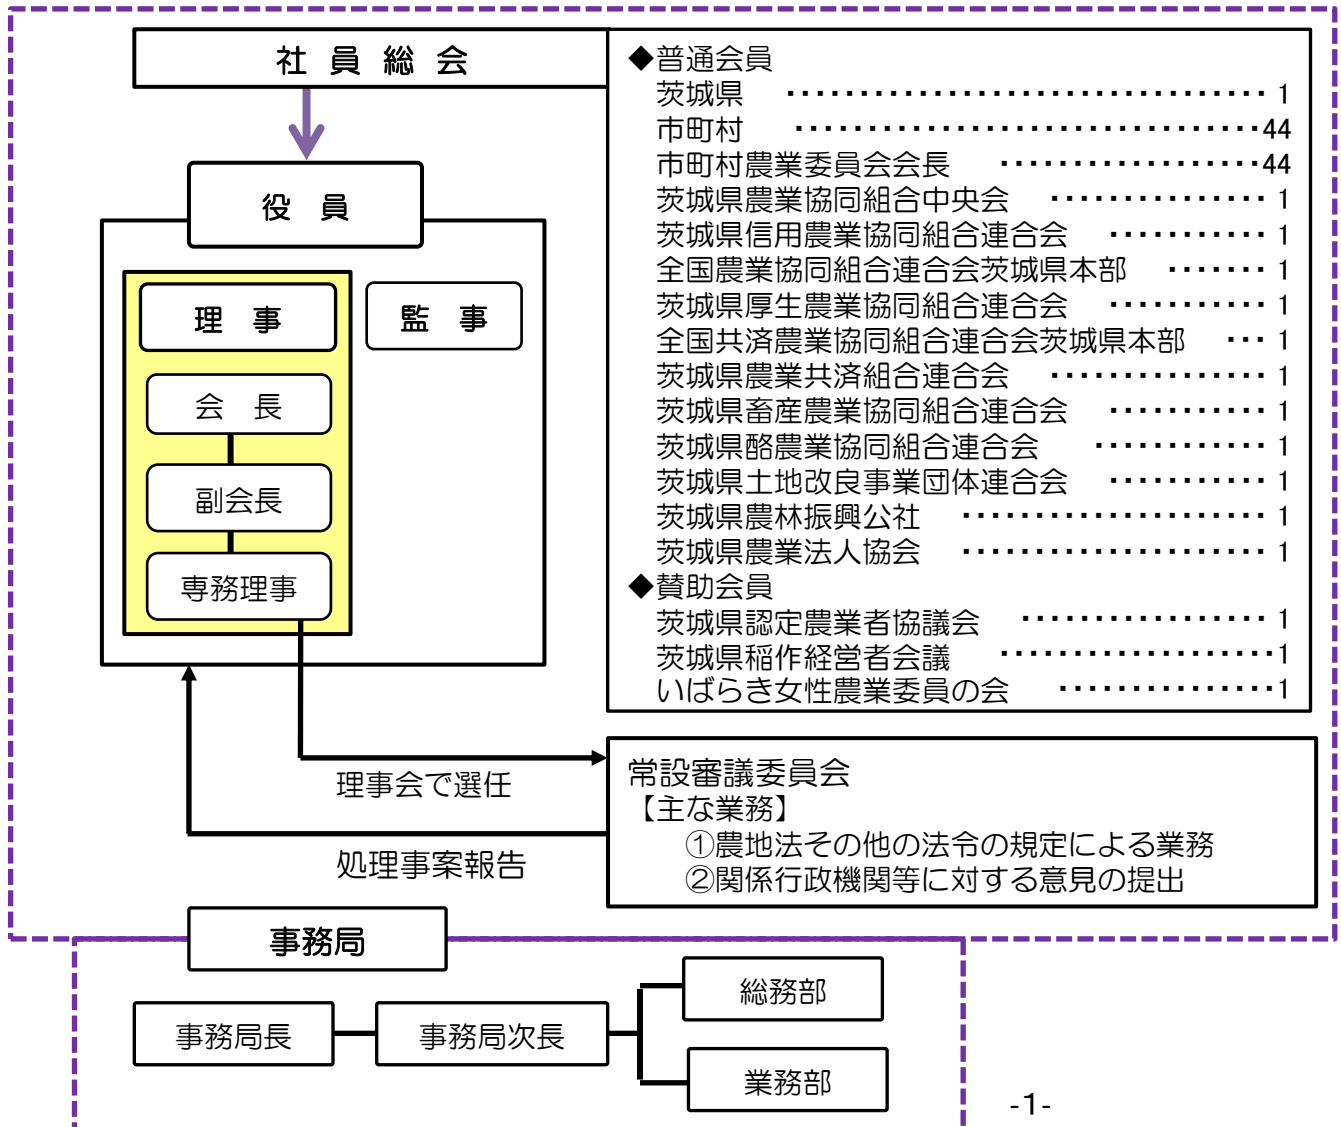 社 員 総 会
◆普通会員
茨城県 ································ 1
市町村 ································44
市町村農業委員会会長 ··················44
茨城県農業協同組合中央会 ··············· 1
茨城県信用農業協同組合連合会 ··········· 1
全国農業協同組合連合会茨城県本部 ······· 1
茨城県厚生農業協同組合連合会 ··········· 1
全国共済農業協同組合連合会茨城県本部 ··· 1
茨城県農業共済組合連合会 ··············· 1
茨城県畜産農業協同組合連合会 ··········· 1
茨城県酪農業協同組合連合会 ············ 1
茨城県土地改良事業団体連合会 ··········· 1
茨城県農林振興公社 ····················· 1
茨城県農業法人協会 ····················· 1
◆賛助会員
茨城県認定農業者協議会 ················· 1
茨城県稲作経営者会議 ···················1
いばらき女性農業委員の会 ···············1
役 員
理 事
監 事
会 長
副会長
専務理事
理事会で選任
処理事案報告
常設審議委員会
【主な業務】
①農地法その他の法令の規定による業務
②関係行政機関等に対する意見の提出
事務局
事務局長
事務局次長
総務部
業務部
-1-